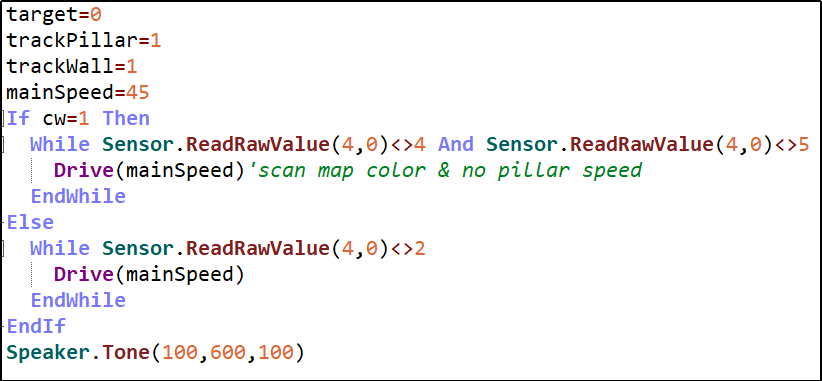 target=0
trackPillar=1
trackWall=1
mainSpeed=45
If cw=1 Then
  While Sensor.ReadRawValue(4,0)<>4 And Sensor.ReadRawValue(4,0)<>5
    Drive(mainSpeed)'scan map color & no pillar speed
  EndWhile
Else
  While Sensor.ReadRawValue(4,0)<>2
    Drive(mainSpeed)
  EndWhile
EndIf
Speaker.Tone(100,600,100)